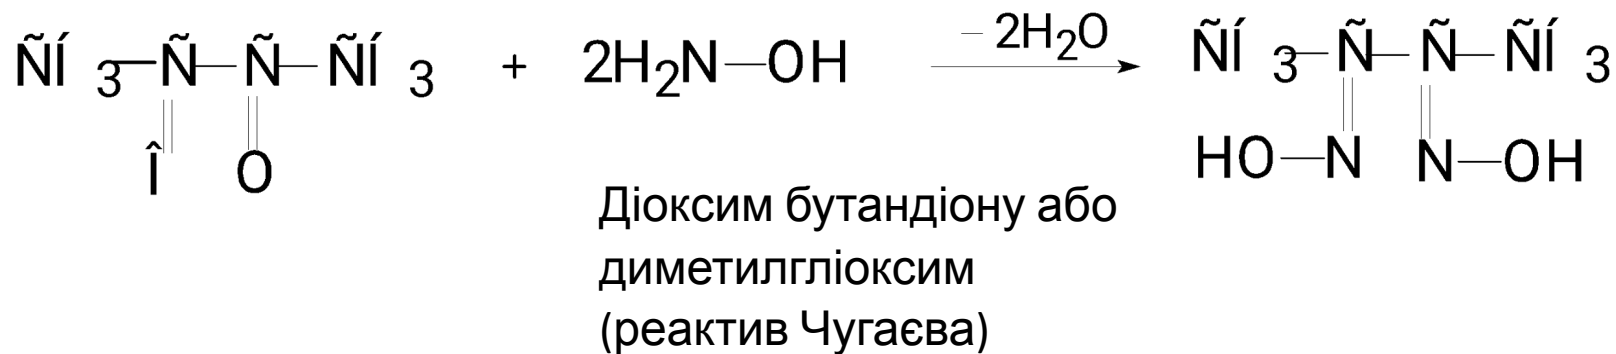 ÑÍ 3—Ñ—Ñ—ÑÍ 3 + 2H₂N—OH – 2H₂O ÑÍ 3—Ñ—Ñ—ÑÍ 3
Î O HO—N N—OH
Діоксим бутандіону або
диметилгліоксим
(реактив Чугаєва)